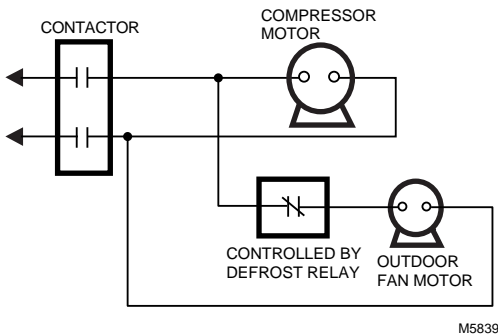 COMPRESSOR
MOTOR
CONTACTOR
CONTROLLED BY
DEFROST RELAY
OUTDOOR
FAN MOTOR
M5839